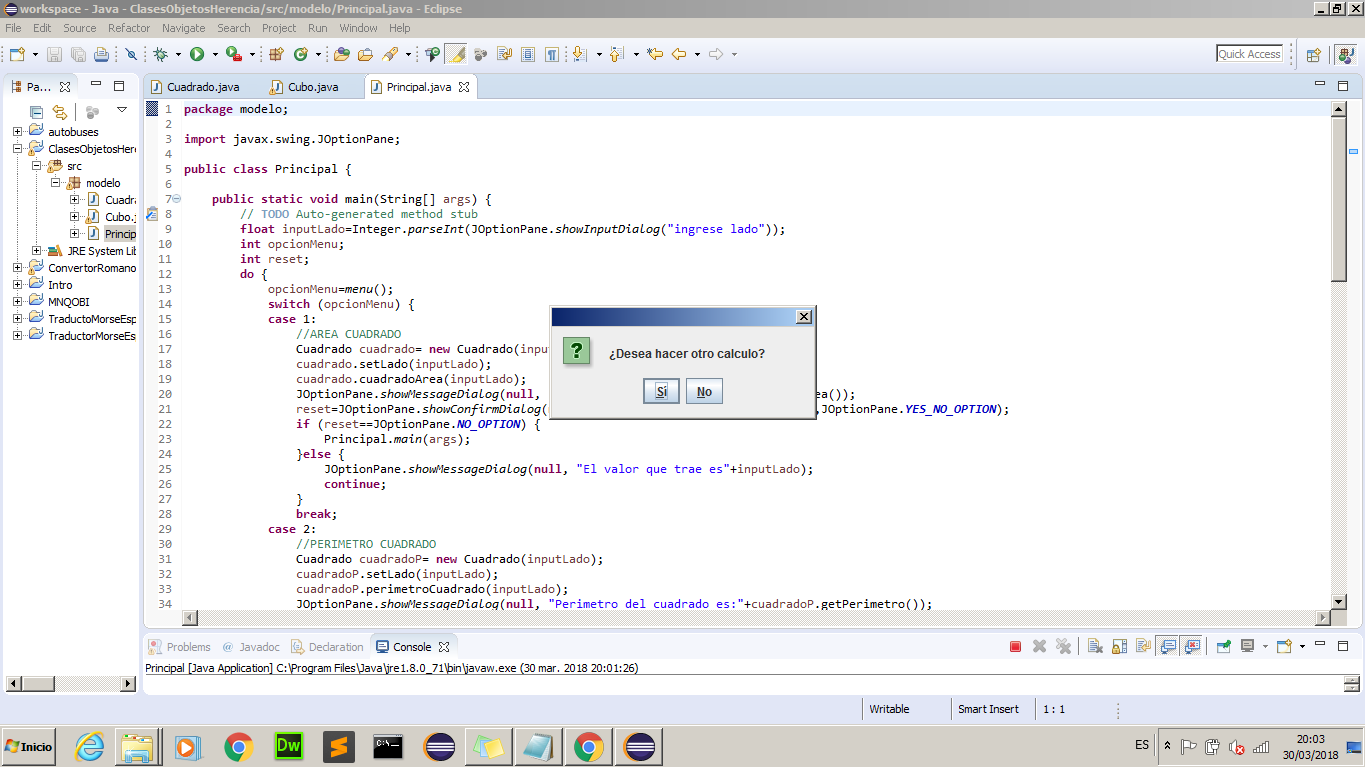 workspace - Java - ClasesObjetosHerencia/src/modelo/Principal.java - Eclipse
File Edit Source Refactor Navigate Search Project Run Window Help
Quick Access
Pa...
Cuadrado.java Cubo.java Principal.java
autobuses
ClasesObjetosHer
src
modelo
Cuadra
Cubo.j
Princip
JRE System Lib
ConvertorRomano
Intro
MNQOBI
TraductoMorseEsp
TraductorMorseEs
1 package modelo;
2
3 import javax.swing.JOptionPane;
4
5 public class Principal {
6
7 public static void main(String[] args) {
8 // TODO Auto-generated method stub
9 float inputLado=Integer.parseInt(JOptionPane.showInputDialog("ingrese lado"));
10 int opcionMenu;
11 int reset;
12 do {
13 opcionMenu=menu();
14 switch (opcionMenu) {
15 case 1:
16 //AREA CUADRADO
17 Cuadrado cuadrado= new Cuadrado(inpu
18 cuadrado.setLado(inputLado);
19 cuadrado.cuadradoArea(inputLado);
20 JOptionPane.showMessageDialog(null, ea());
21 reset=JOptionPane.showConfirmDialog( ,JOptionPane.YES_NO_OPTION);
22 if (reset==JOptionPane.NO_OPTION) {
23 Principal.main(args);
24 }else {
25 JOptionPane.showMessageDialog(null, "El valor que trae es"+inputLado);
26 continue;
27 }
28 break;
29 case 2:
30 //PERIMETRO CUADRADO
31 Cuadrado cuadradoP= new Cuadrado(inputLado);
32 cuadradoP.setLado(inputLado);
33 cuadradoP.perimetroCuadrado(inputLado);
34 JOptionPane.showMessageDialog(null, "Perimetro del cuadrado es:"+cuadradoP.getPerimetro());
¿Desea hacer otro calculo?
Sí No
Problems Javadoc Declaration Console
Principal [Java Application] C:\Program Files\Java\jre1.8.0_71\bin\javaw.exe (30 mar. 2018 20:01:26)
Writable Smart Insert 1 : 1
Inicio
Dw
C:\_
ES
20:03
30/03/2018